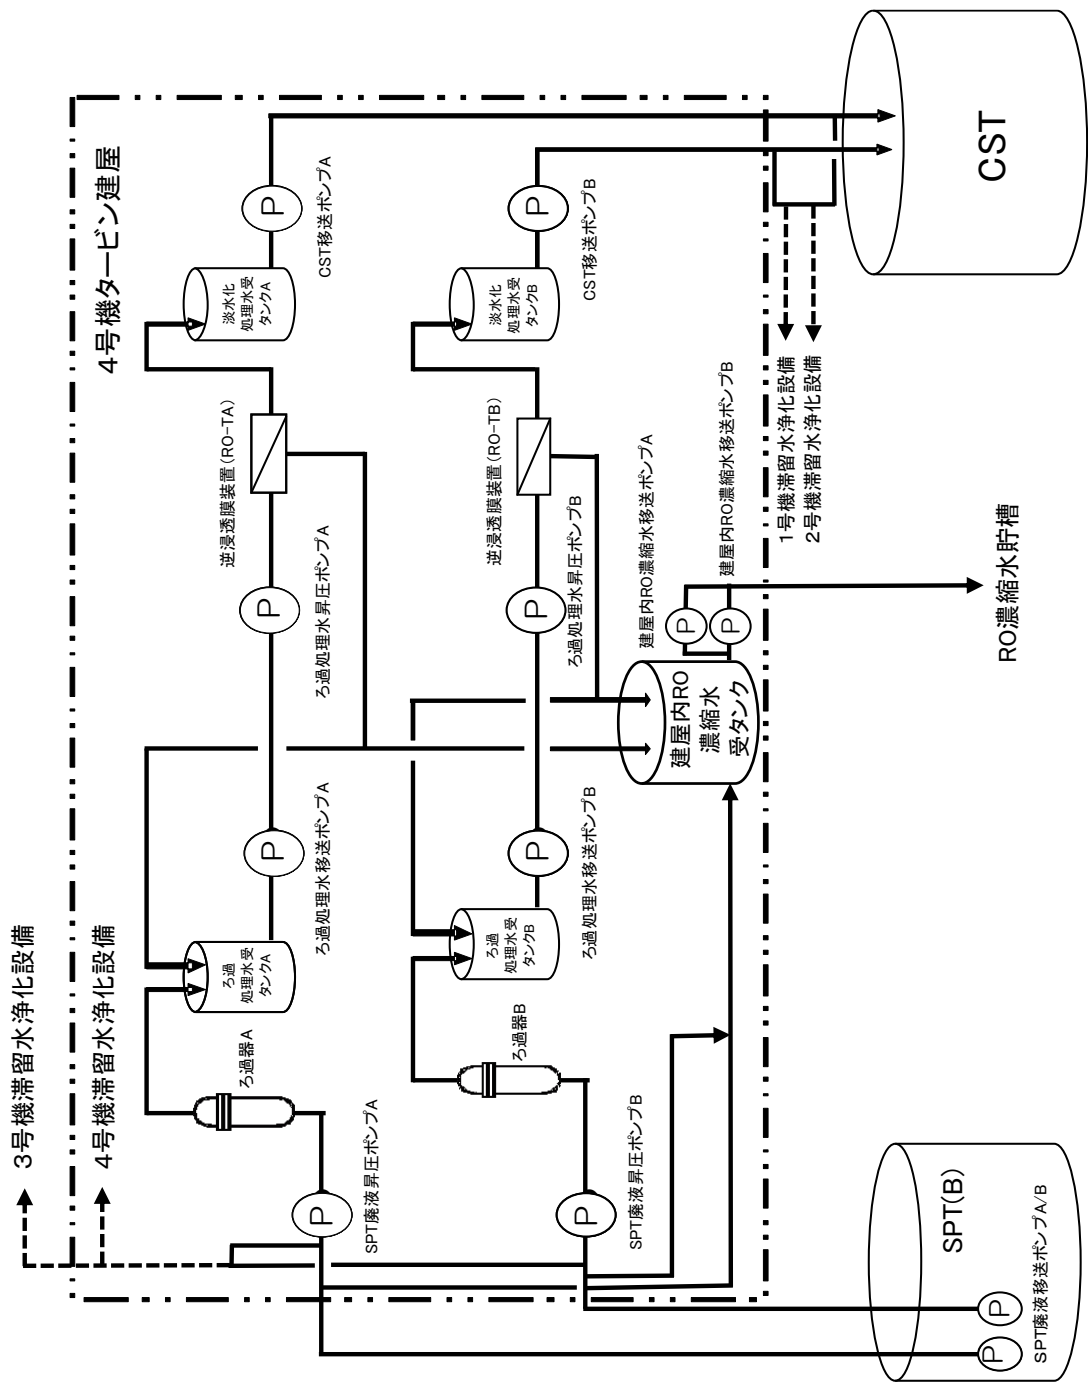 3号機滞留水浄化設備
4号機滞留水浄化設備
4号機タービン建屋
SPT廃液昇圧ポンプA
P
ろ過器A
ろ過
処理水受
タンクA
P
ろ過処理水移送ポンプA
P
ろ過処理水昇圧ポンプA
逆浸透膜装置(RO-TA)
淡水化
処理水受
タンクA
P
CST移送ポンプA
P
SPT廃液昇圧ポンプB
ろ過器B
ろ過
処理水受
タンクB
P
ろ過処理水移送ポンプB
P
ろ過処理水昇圧ポンプB
逆浸透膜装置(RO-TB)
淡水化
処理水受
タンクB
P
CST移送ポンプB
建屋内RO
濃縮水
受タンク
P
建屋内RO濃縮水移送ポンプA
P
建屋内RO濃縮水移送ポンプB
1号機滞留水浄化設備
2号機滞留水浄化設備
SPT(B)
P
P
SPT廃液移送ポンプA/B
RO濃縮水貯槽
CST